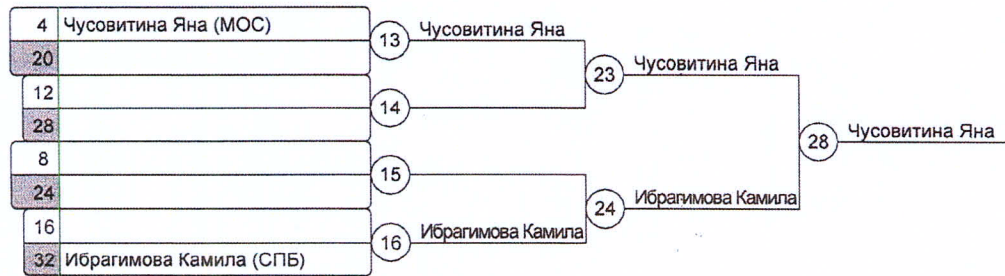 4 Чусовитина Яна (МОС)
20
13 Чусовитина Яна
12
28
14
23 Чусовитина Яна
8
24
15
16
32 Ибрагимова Камила (СПБ)
16 Ибрагимова Камила
24 Ибрагимова Камила
28 Чусовитина Яна